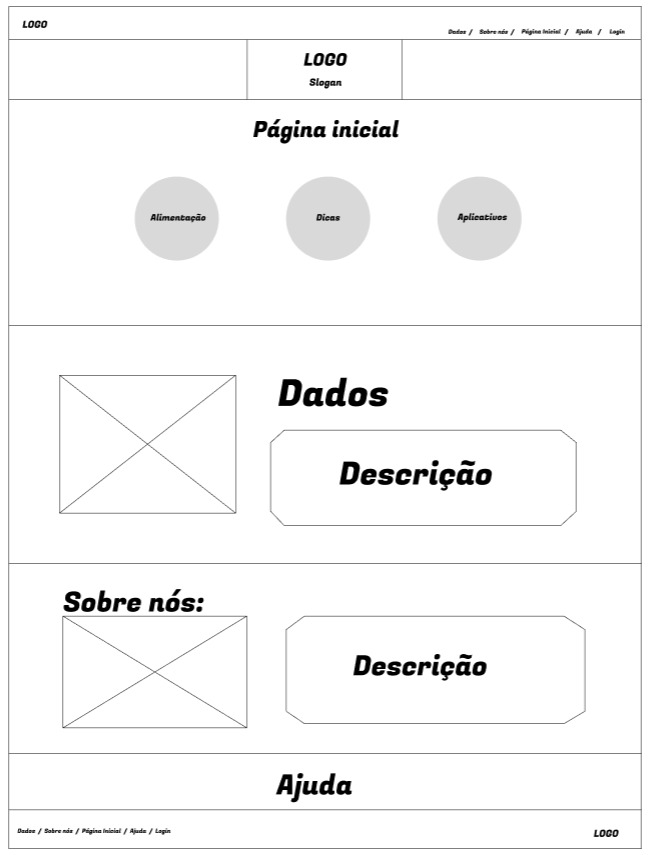 LOGO
Dados / Sobre nós / Página Inicial / Ajuda / Login
LOGO
Slogan
Página inicial
Alimentação
Dicas
Aplicativos
Dados
Descrição
Sobre nós:
Descrição
Ajuda
Dados / Sobre nós / Página Inicial / Ajuda / Login
LOGO